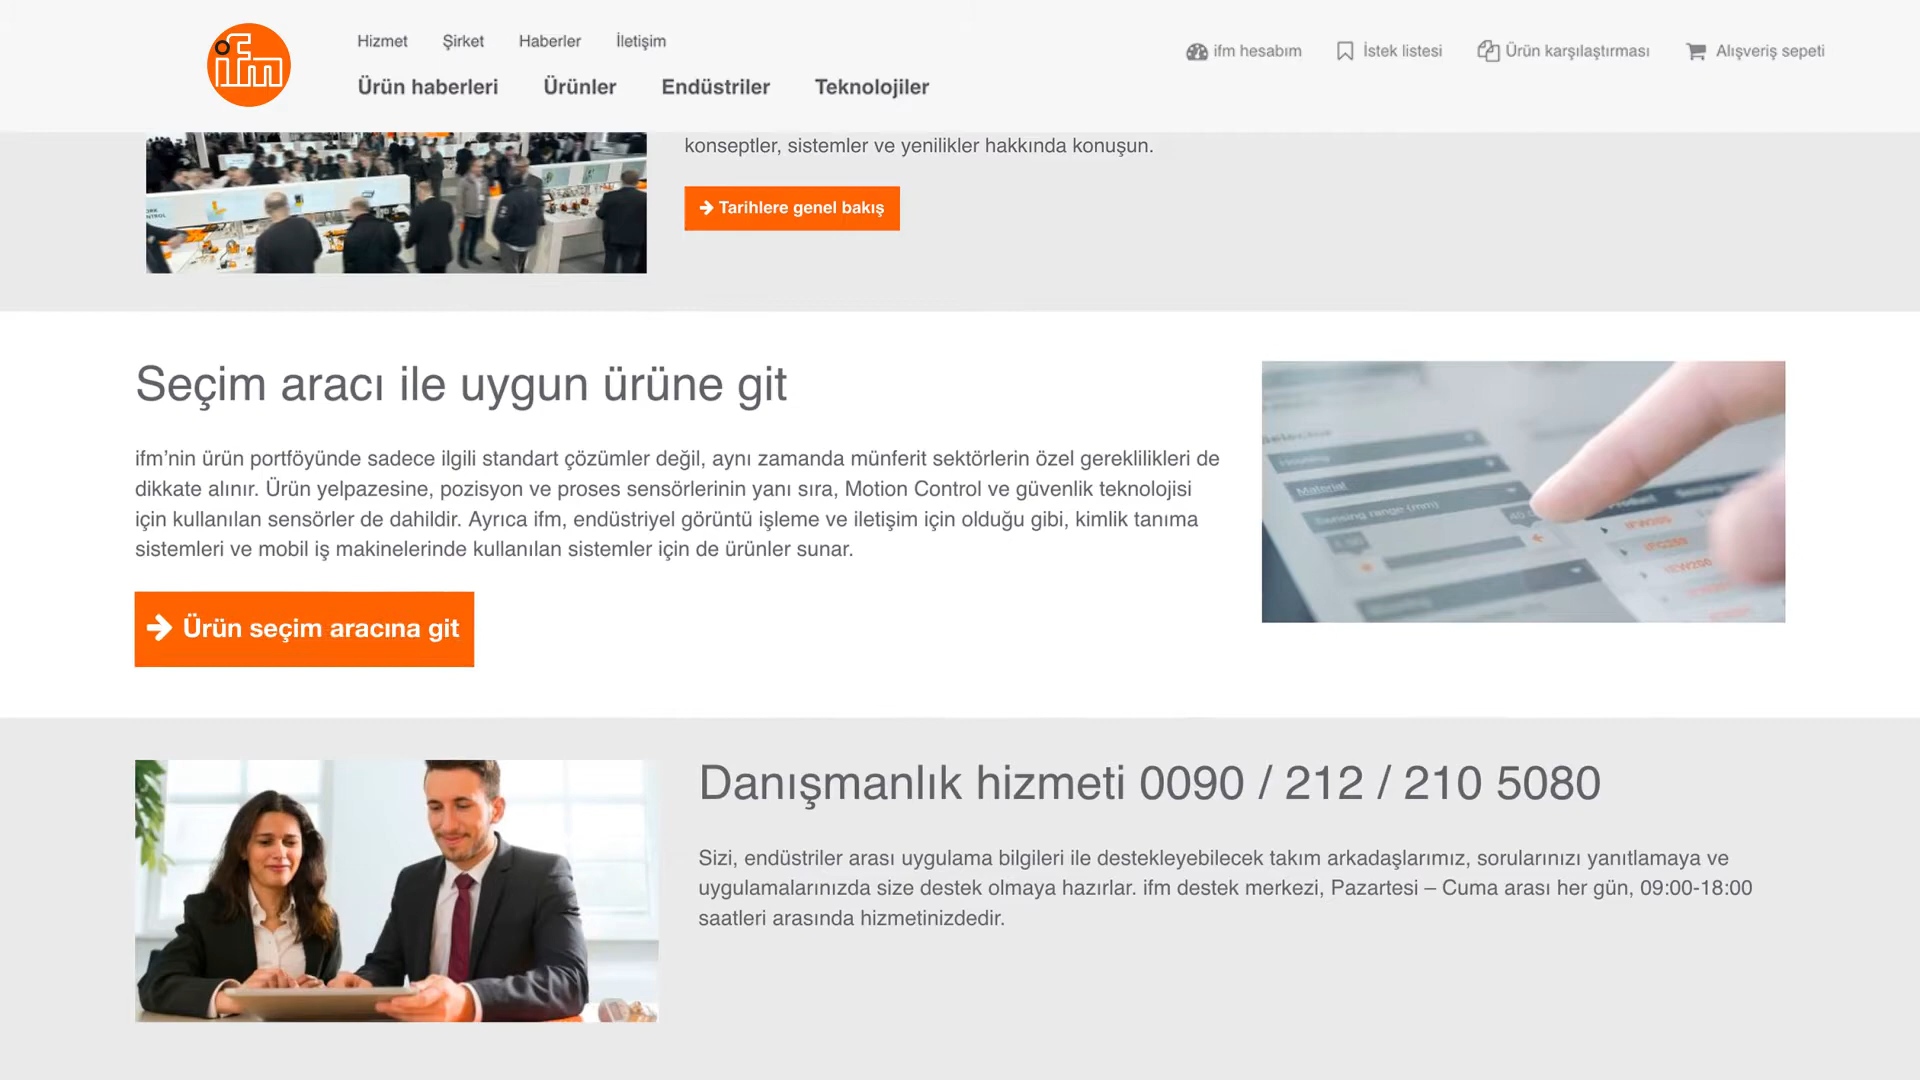 ifm
Hizmet Şirket Haberler İletişim
ifm hesabım İstek listesi Ürün karşılaştırması Alışveriş sepeti
Ürün haberleri Ürünler Endüstriler Teknolojiler
konseptler, sistemler ve yenilikler hakkında konuşun.
Tarihlere genel bakış
Seçim aracı ile uygun ürüne git
ifm’nin ürün portföyünde sadece ilgili standart çözümler değil, aynı zamanda münferit sektörlerin özel gereklilikleri de
dikkate alınır. Ürün yelpazesine, pozisyon ve proses sensörlerinin yanı sıra, Motion Control ve güvenlik teknolojisi
için kullanılan sensörler de dahildir. Ayrıca ifm, endüstriyel görüntü işleme ve iletişim için olduğu gibi, kimlik tanıma
sistemleri ve mobil iş makinelerinde kullanılan sistemler için de ürünler sunar.
Ürün seçim aracına git
Material
Sensing range (mm)
Danışmanlık hizmeti 0090 / 212 / 210 5080
Sizi, endüstriler arası uygulama bilgileri ile destekleyebilecek takım arkadaşlarımız, sorularınızı yanıtlamaya ve
uygulamalarınızda size destek olmaya hazırlar. ifm destek merkezi, Pazartesi – Cuma arası her gün, 09:00-18:00
saatleri arasında hizmetinizdedir.